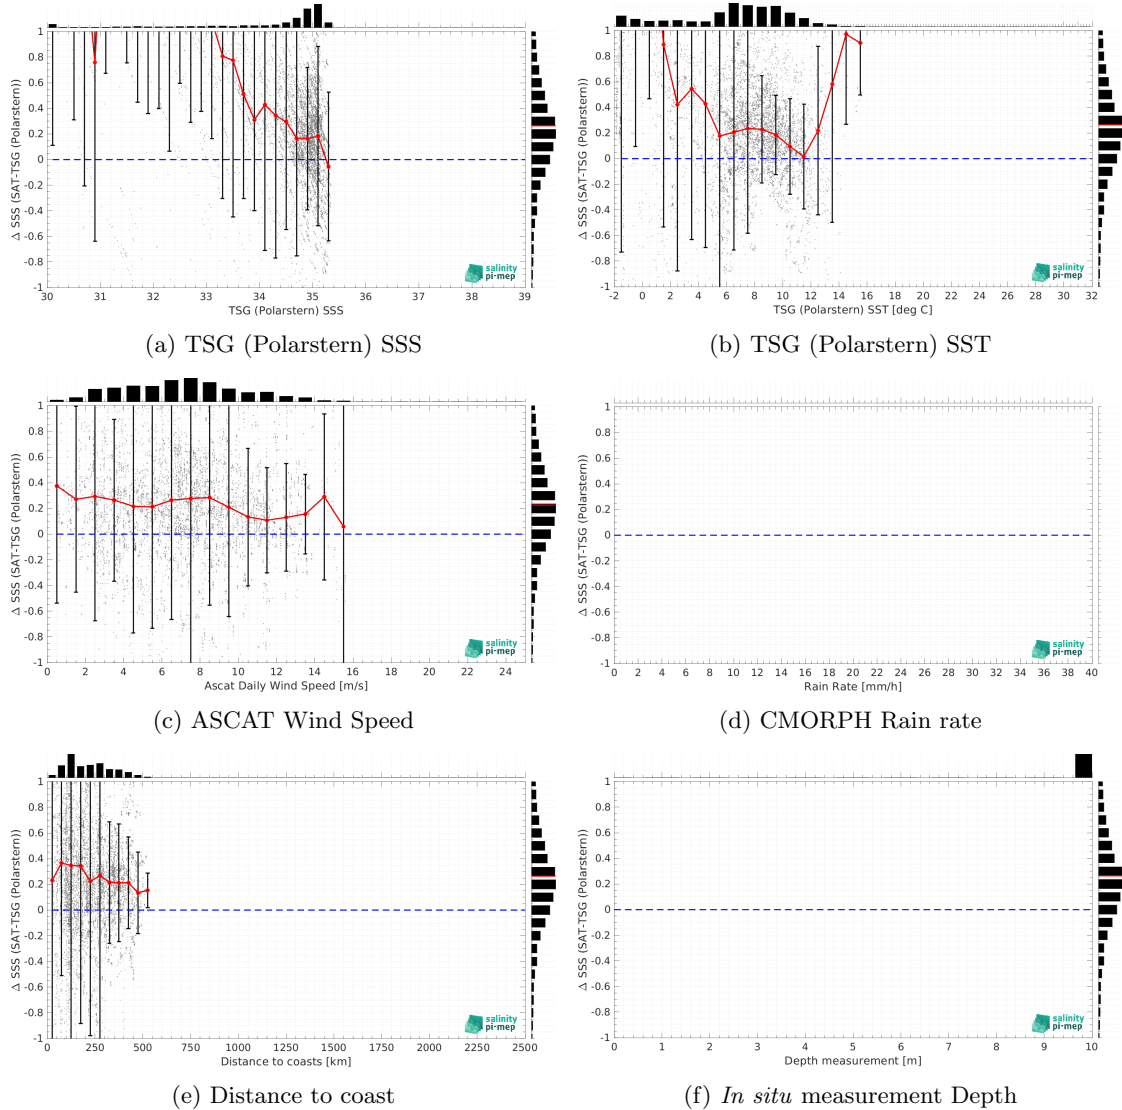 1
0.8
0.6
0.4
0.2
0
-0.2
-0.4
-0.6
-0.8
-1
Δ SSS (SAT-TSG (Polarstern))
salinity
pi-mep
30 31 32 33 34 35 36 37 38 39
TSG (Polarstern) SSS
(a) TSG (Polarstern) SSS
1
0.8
0.6
0.4
0.2
0
-0.2
-0.4
-0.6
-0.8
-1
Δ SSS (SAT-TSG (Polarstern))
salinity
pi-mep
-2 0 2 4 6 8 10 12 14 16 18 20 22 24 26 28 30 32
TSG (Polarstern) SST [deg C]
(b) TSG (Polarstern) SST
1
0.8
0.6
0.4
0.2
0
-0.2
-0.4
-0.6
-0.8
-1
Δ SSS (SAT-TSG (Polarstern))
salinity
pi-mep
0 2 4 6 8 10 12 14 16 18 20 22 24
Ascat Daily Wind Speed [m/s]
(c) ASCAT Wind Speed
1
0.8
0.6
0.4
0.2
0
-0.2
-0.4
-0.6
-0.8
-1
Δ SSS (SAT-TSG (Polarstern))
salinity
pi-mep
0 2 4 6 8 10 12 14 16 18 20 22 24 26 28 30 32 34 36 38 40
Rain Rate [mm/h]
(d) CMORPH Rain rate
1
0.8
0.6
0.4
0.2
0
-0.2
-0.4
-0.6
-0.8
-1
Δ SSS (SAT-TSG (Polarstern))
salinity
pi-mep
0 250 500 750 1000 1250 1500 1750 2000 2250 2500
Distance to coasts [km]
(e) Distance to coast
1
0.8
0.6
0.4
0.2
0
-0.2
-0.4
-0.6
-0.8
-1
Δ SSS (SAT-TSG (Polarstern))
salinity
pi-mep
0 1 2 3 4 5 6 7 8 9 10
Depth measurement [m]
(f) In situ measurement Depth